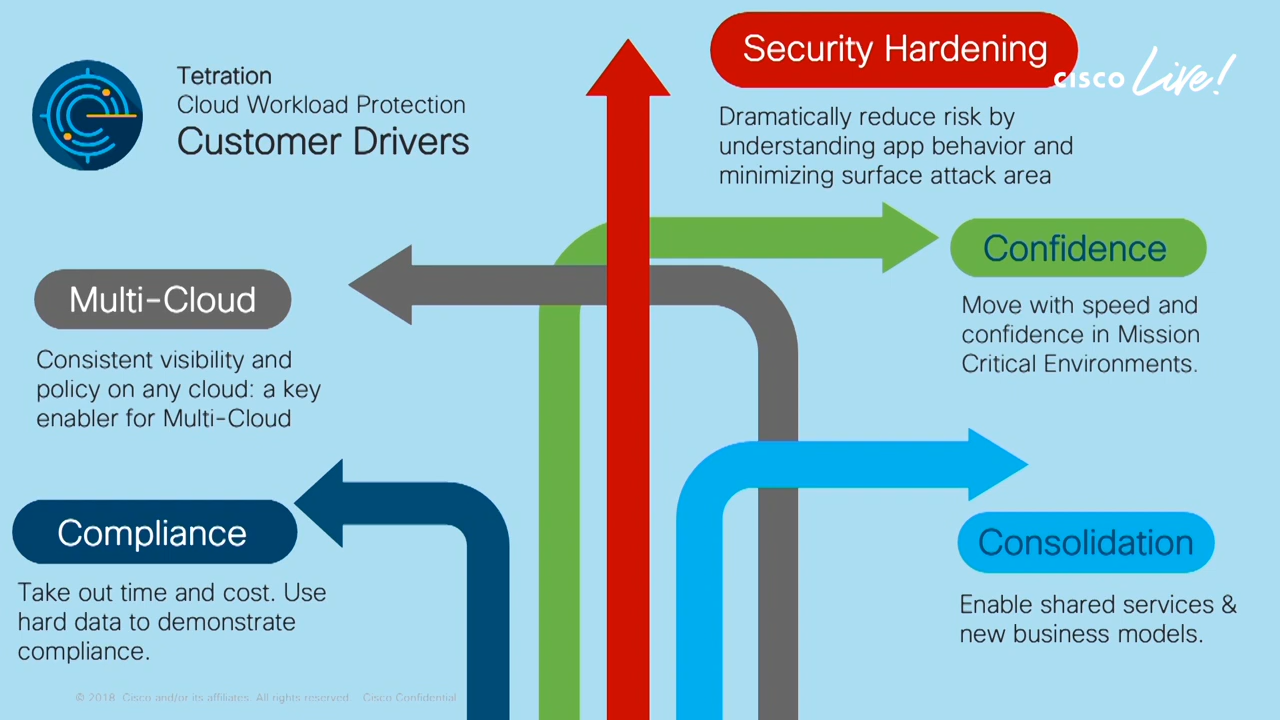 Tetration
Cloud Workload Protection
Customer Drivers
Security Hardening
CISCO Live!
Dramatically reduce risk by
understanding app behavior and
minimizing surface attack area
Confidence
Move with speed and
confidence in Mission
Critical Environments.
Multi-Cloud
Consistent visibility and
policy on any cloud: a key
enabler for Multi-Cloud
Compliance
Take out time and cost. Use
hard data to demonstrate
compliance.
Consolidation
Enable shared services &
new business models.
© 2018 Cisco and/or its affiliates. All rights reserved. Cisco Confidential